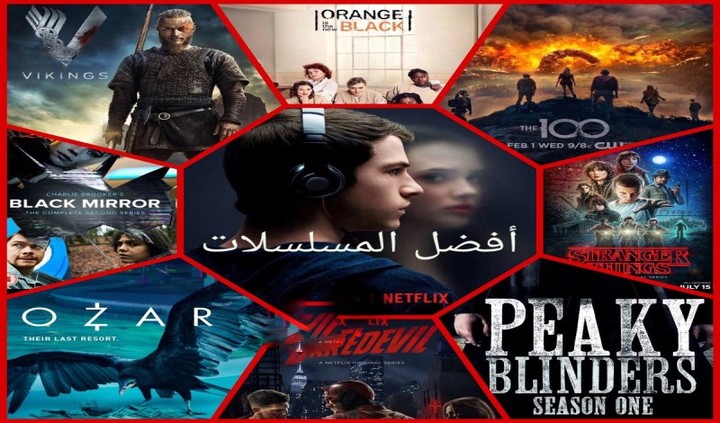 VIKINGS
ORANGE
is the new
BLACK
THE 100
FEB 1 WED 9/8c CW
CHARLIE BROOKER'S
BLACK MIRROR
THE COMPLETE SECOND SERIES
أفضل المسلسلات
NETFLIX
STRANGER
THINGS
JULY 15
OZAR
THEIR LAST RESORT.
DAREDEVIL
A NETFLIX ORIGINAL SERIES
PEAKY
BLINDERS
SEASON ONE